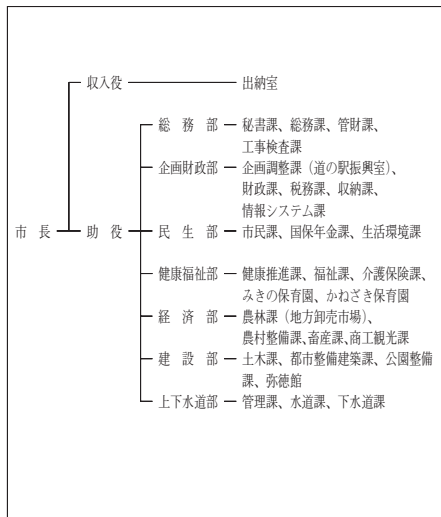 収入役 出納室
総務部 秘書課、総務課、管財課、
工事検査課
企画財政部 企画調整課（道の駅振興室）、
財政課、税務課、収納課、
情報システム課
市長 助役 民生部 市民課、国保年金課、生活環境課
健康福祉部 健康推進課、福祉課、介護保険課、
みきの保育園、かねざき保育園
経済部 農林課（地方卸売市場）、
農村整備課、畜産課、商工観光課
建設部 土木課、都市整備建築課、公園整備
課、弥徳館
上下水道部 管理課、水道課、下水道課